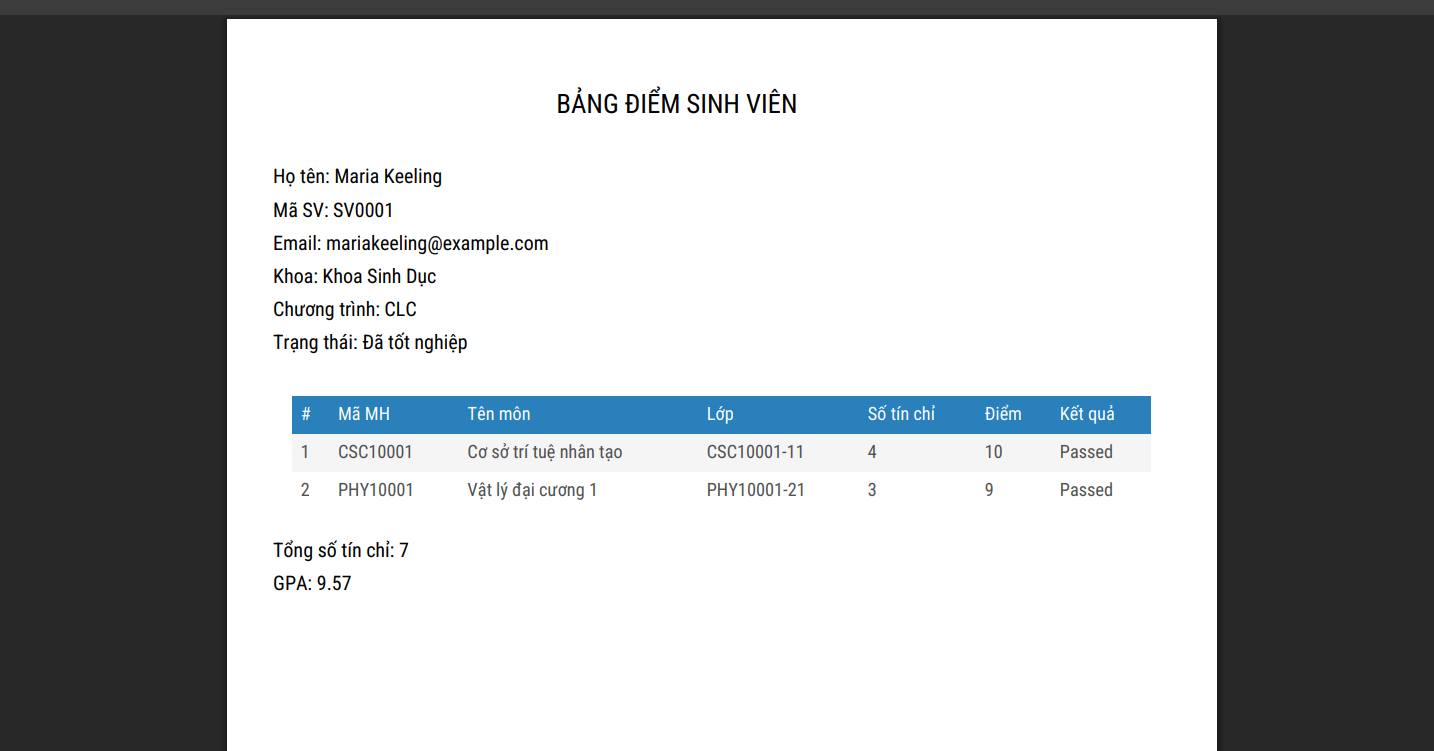 BẢNG ĐIỂM SINH VIÊN
Họ tên: Maria Keeling
Mã SV: SV0001
Email: mariakeeling@example.com
Khoa: Khoa Sinh Dục
Chương trình: CLC
Trạng thái: Đã tốt nghiệp
# Mã MH Tên môn Lớp Số tín chỉ Điểm Kết quả
1 CSC10001 Cơ sở trí tuệ nhân tạo CSC10001-11 4 10 Passed
2 PHY10001 Vật lý đại cương 1 PHY10001-21 3 9 Passed
Tổng số tín chỉ: 7
GPA: 9.57